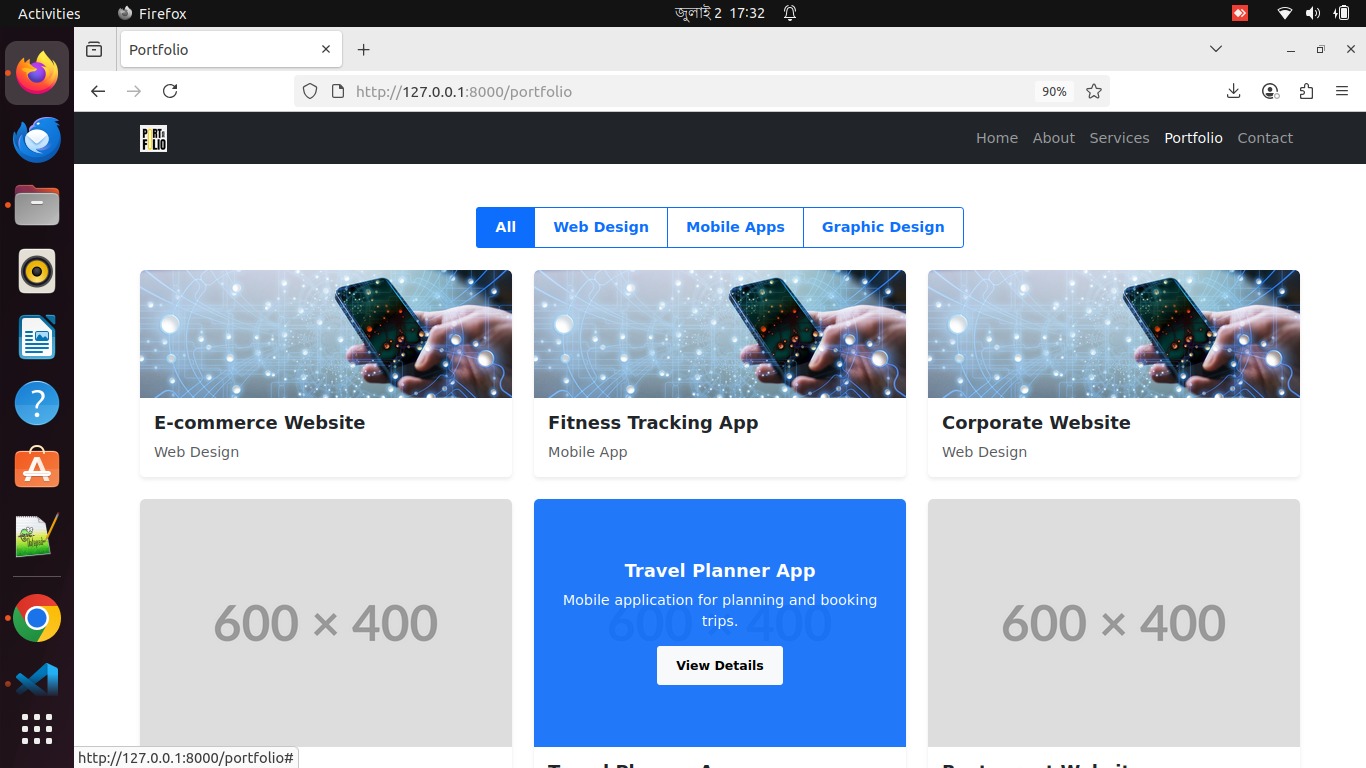 Activities Firefox জুলাই 2 17:32
Portfolio
http://127.0.0.1:8000/portfolio 90%
PORT
FOLIO
Home About Services Portfolio Contact
All Web Design Mobile Apps Graphic Design
E-commerce Website Fitness Tracking App Corporate Website
Web Design Mobile App Web Design
600 × 400 600 × 400 600 × 400
Travel Planner App
Mobile application for planning and booking
trips.
View Details
http://127.0.0.1:8000/portfolio#